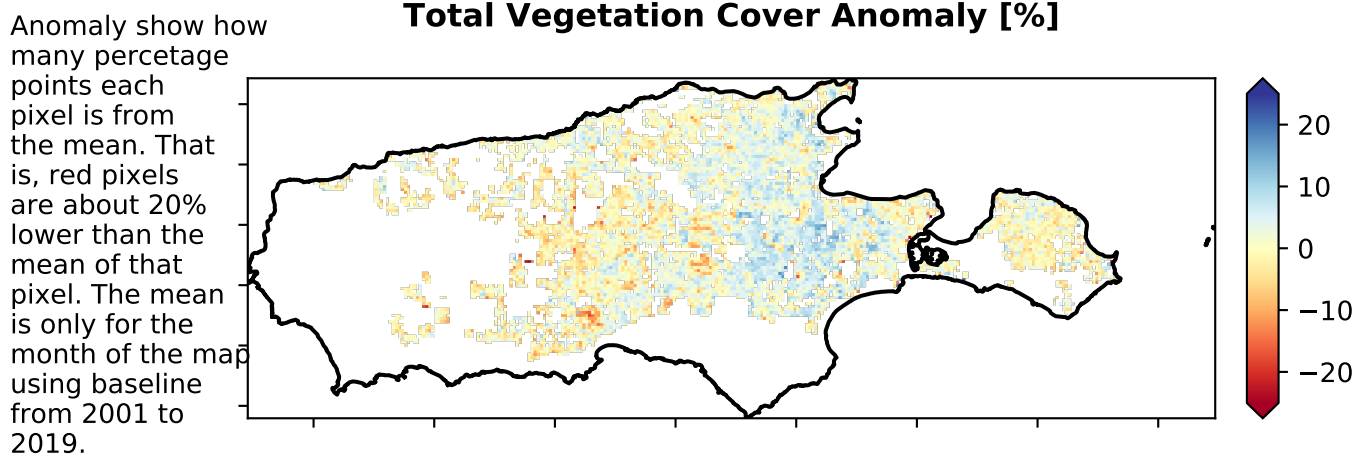 Total Vegetation Cover Anomaly [%]
Anomaly show how
many percetage
points each
pixel is from
the mean. That
is, red pixels
are about 20%
lower than the
mean of that
pixel. The mean
is only for the
month of the map
using baseline
from 2001 to
2019.
20
10
0
−10
−20